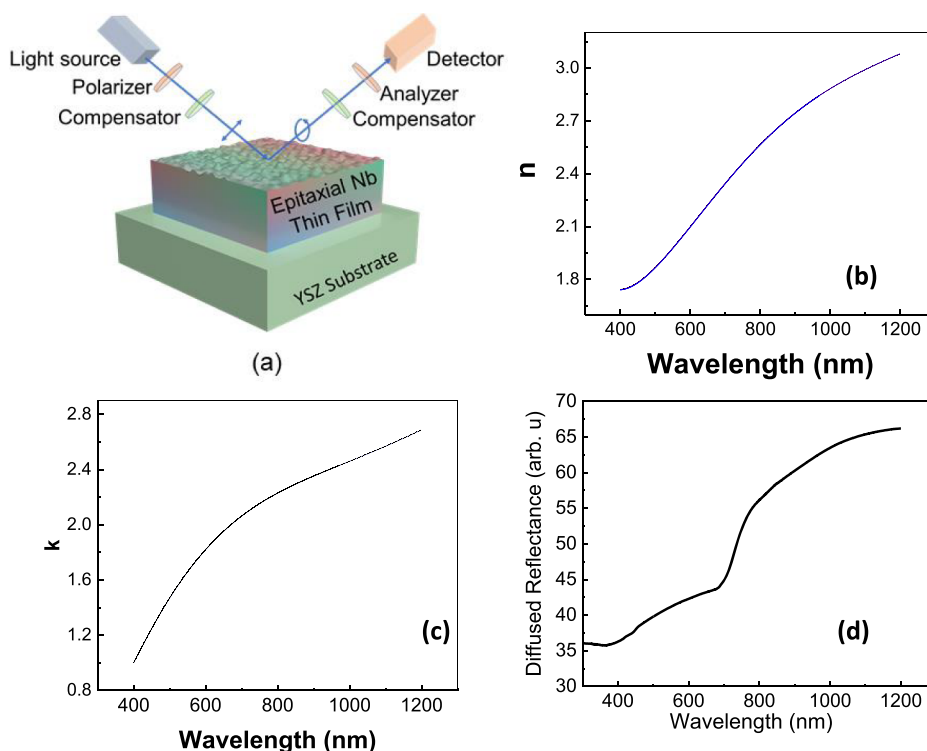 Light source
Polarizer
Compensator
Detector
Analyzer
Compensator
Epitaxial Nb
Thin Film
YSZ Substrate
(a)
n
3.0
2.7
2.4
2.1
1.8
400 600 800 1000 1200
Wavelength (nm)
(b)
k
2.8
2.4
2.0
1.6
1.2
0.8
400 600 800 1000 1200
Wavelength (nm)
(c)
Diffused Reflectance (arb. u)
70
65
60
55
50
45
40
35
30
400 600 800 1000 1200
Wavelength (nm)
(d)